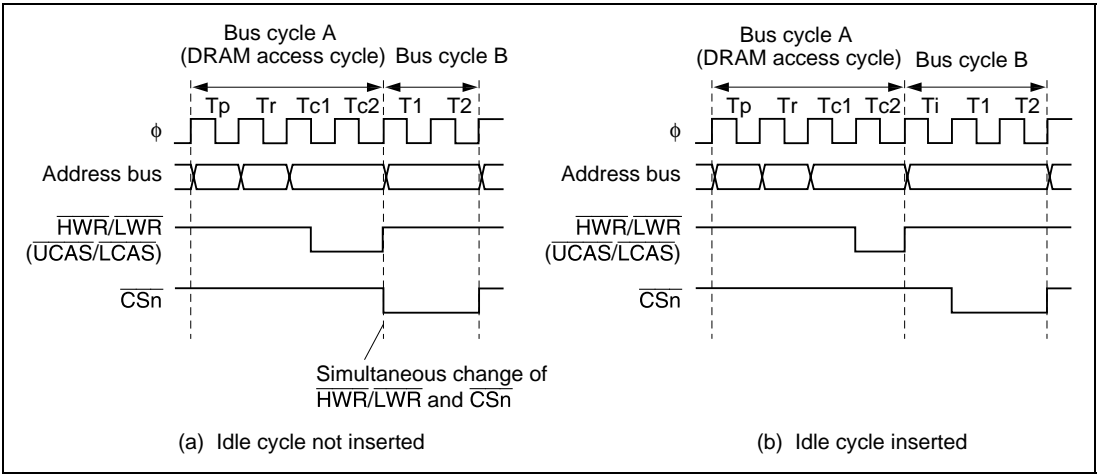 Bus cycle A
(DRAM access cycle) Bus cycle B
Tp Tr Tc1 Tc2 T1 T2
ϕ
Address bus
HWR/LWR
(UCAS/LCAS)
CSn
Simultaneous change of
HWR/LWR and CSn
(a) Idle cycle not inserted
Bus cycle A
(DRAM access cycle) Bus cycle B
Tp Tr Tc1 Tc2 Ti T1 T2
ϕ
Address bus
HWR/LWR
(UCAS/LCAS)
CSn
(b) Idle cycle inserted